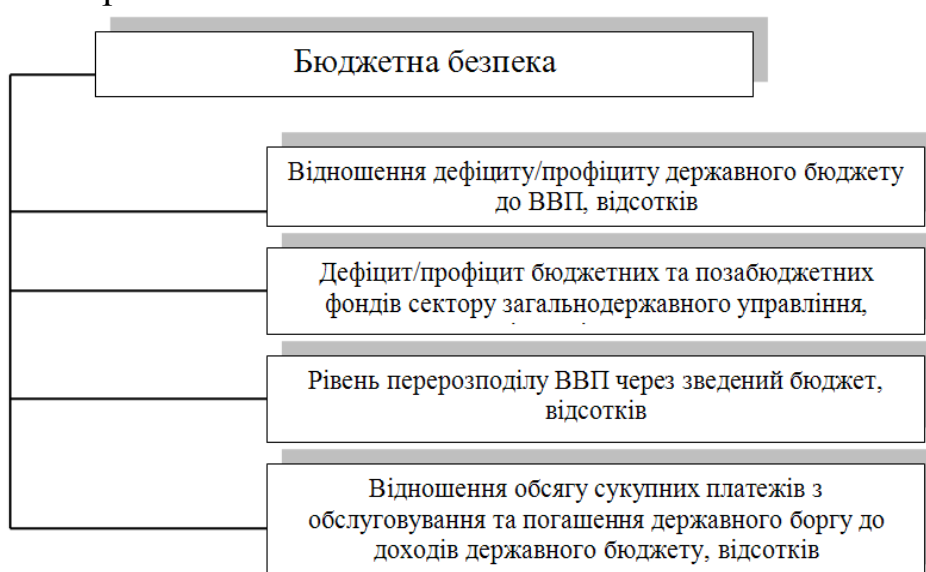 Бюджетна безпека
Відношення дефіциту/профіциту державного бюджету
до ВВП, відсотків
Дефіцит/профіцит бюджетних та позабюджетних
фондів сектору загальнодержавного управління,
Рівень перерозподілу ВВП через зведений бюджет,
відсотків
Відношення обсягу сукупних платежів з
обслуговування та погашення державного боргу до
доходів державного бюджету, відсотків